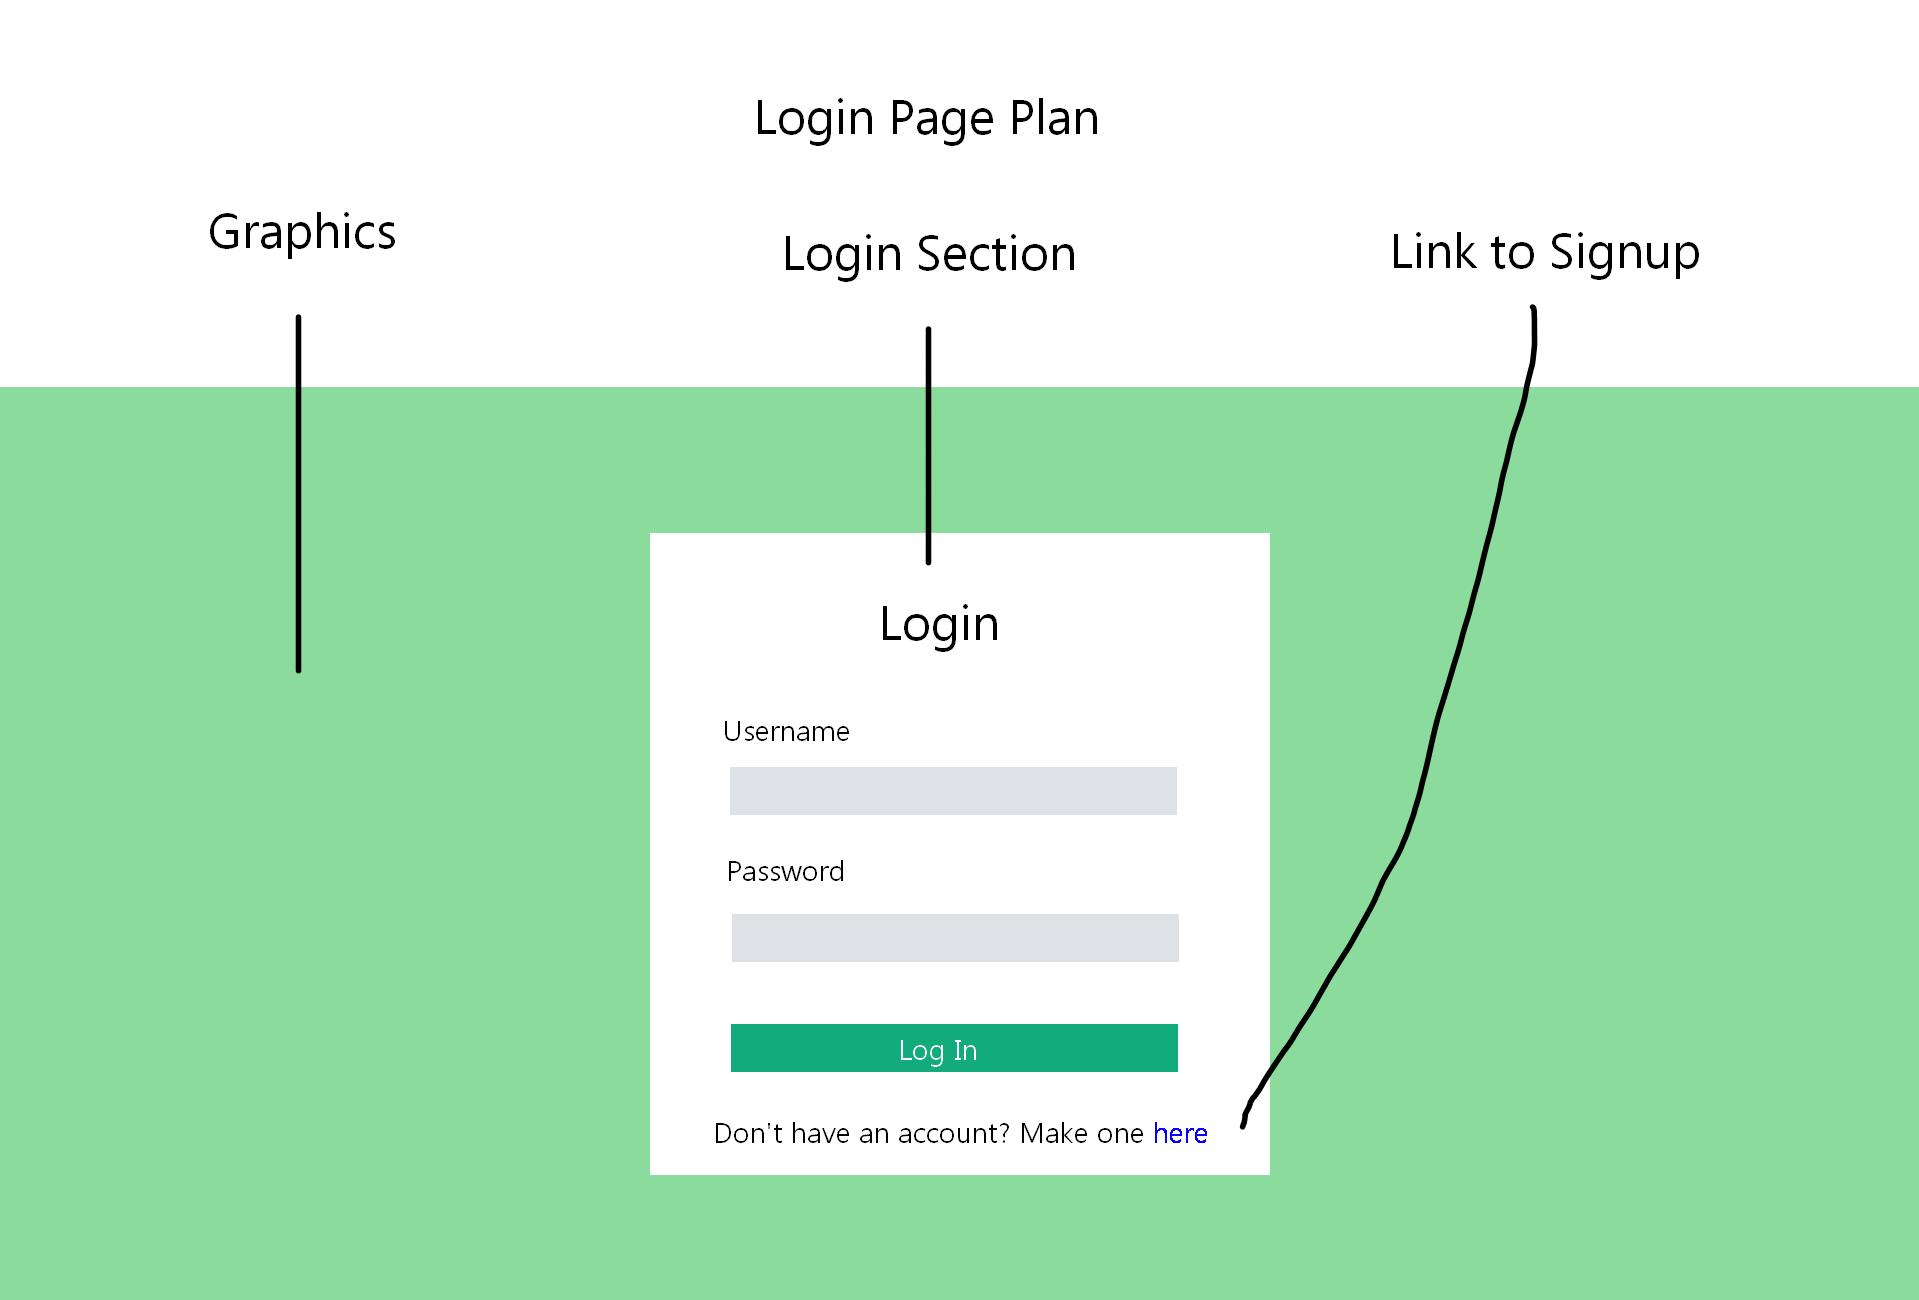 Login Page Plan
Graphics
Login Section
Link to Signup
Login
Username
Password
Log In
Don't have an account? Make one here